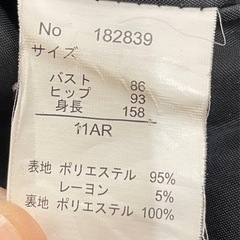 No 182839
サイズ
バスト 86
ヒップ 93
身長 158
11AR
表地 ポリエステル 95%
レーヨン 5%
裏地 ポリエステル 100%